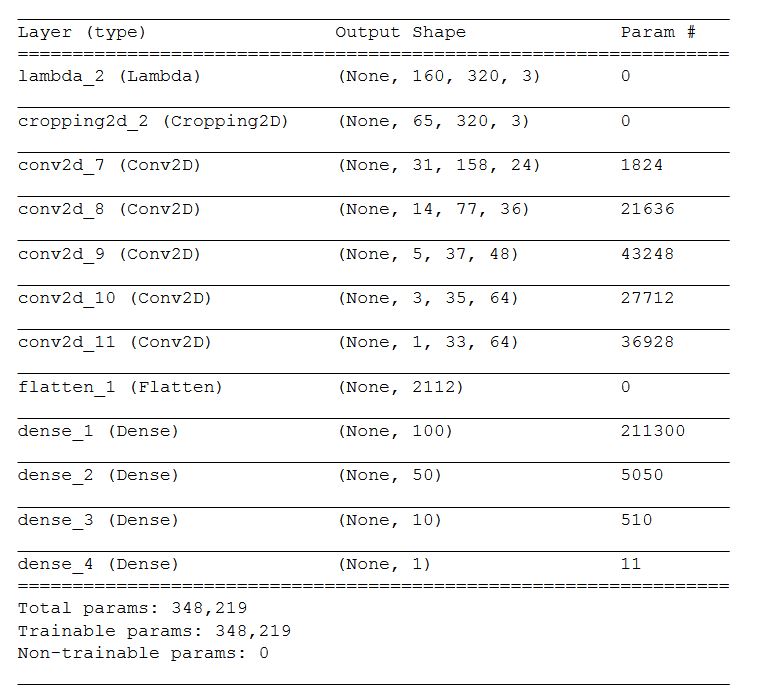 Layer (type) Output Shape Param #
=================================================================
lambda_2 (Lambda) (None, 160, 320, 3) 0
cropping2d_2 (Cropping2D) (None, 65, 320, 3) 0
conv2d_7 (Conv2D) (None, 31, 158, 24) 1824
conv2d_8 (Conv2D) (None, 14, 77, 36) 21636
conv2d_9 (Conv2D) (None, 5, 37, 48) 43248
conv2d_10 (Conv2D) (None, 3, 35, 64) 27712
conv2d_11 (Conv2D) (None, 1, 33, 64) 36928
flatten_1 (Flatten) (None, 2112) 0
dense_1 (Dense) (None, 100) 211300
dense_2 (Dense) (None, 50) 5050
dense_3 (Dense) (None, 10) 510
dense_4 (Dense) (None, 1) 11
=================================================================
Total params: 348,219
Trainable params: 348,219
Non-trainable params: 0